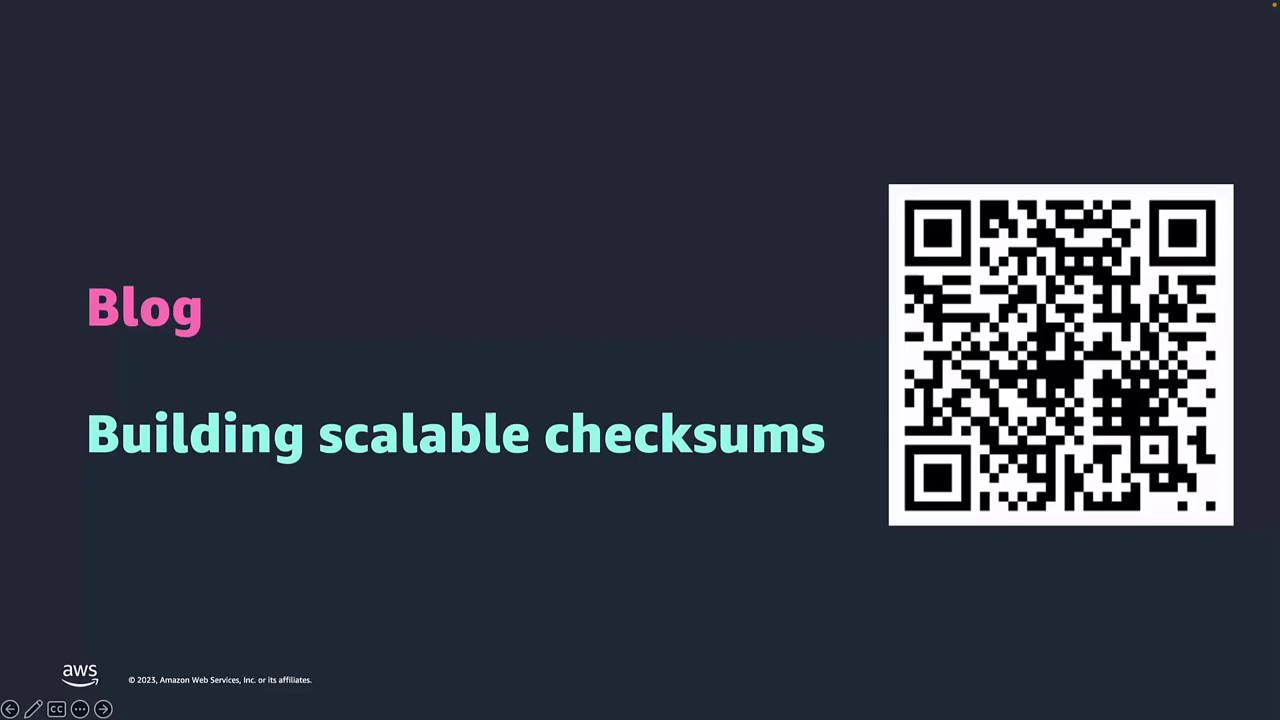 Blog
Building scalable checksums
aws
© 2023, Amazon Web Services, Inc. or its affiliates.
CC